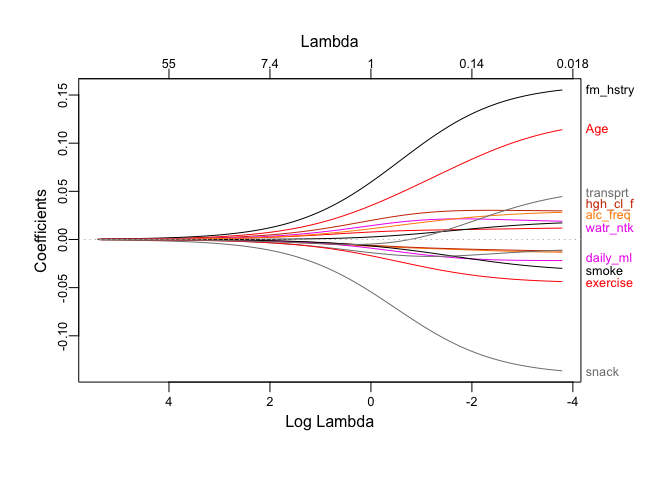 Lambda
55 7.4 1 0.14 0.018
0.15
0.10
0.05
0.00
-0.05
-0.10
Coefficients
fm_hstry
Age
transprt
hgh_cl_f
alc_freq
watr_ntk
daily_ml
smoke
exercise
snack
4 2 0 -2 -4
Log Lambda